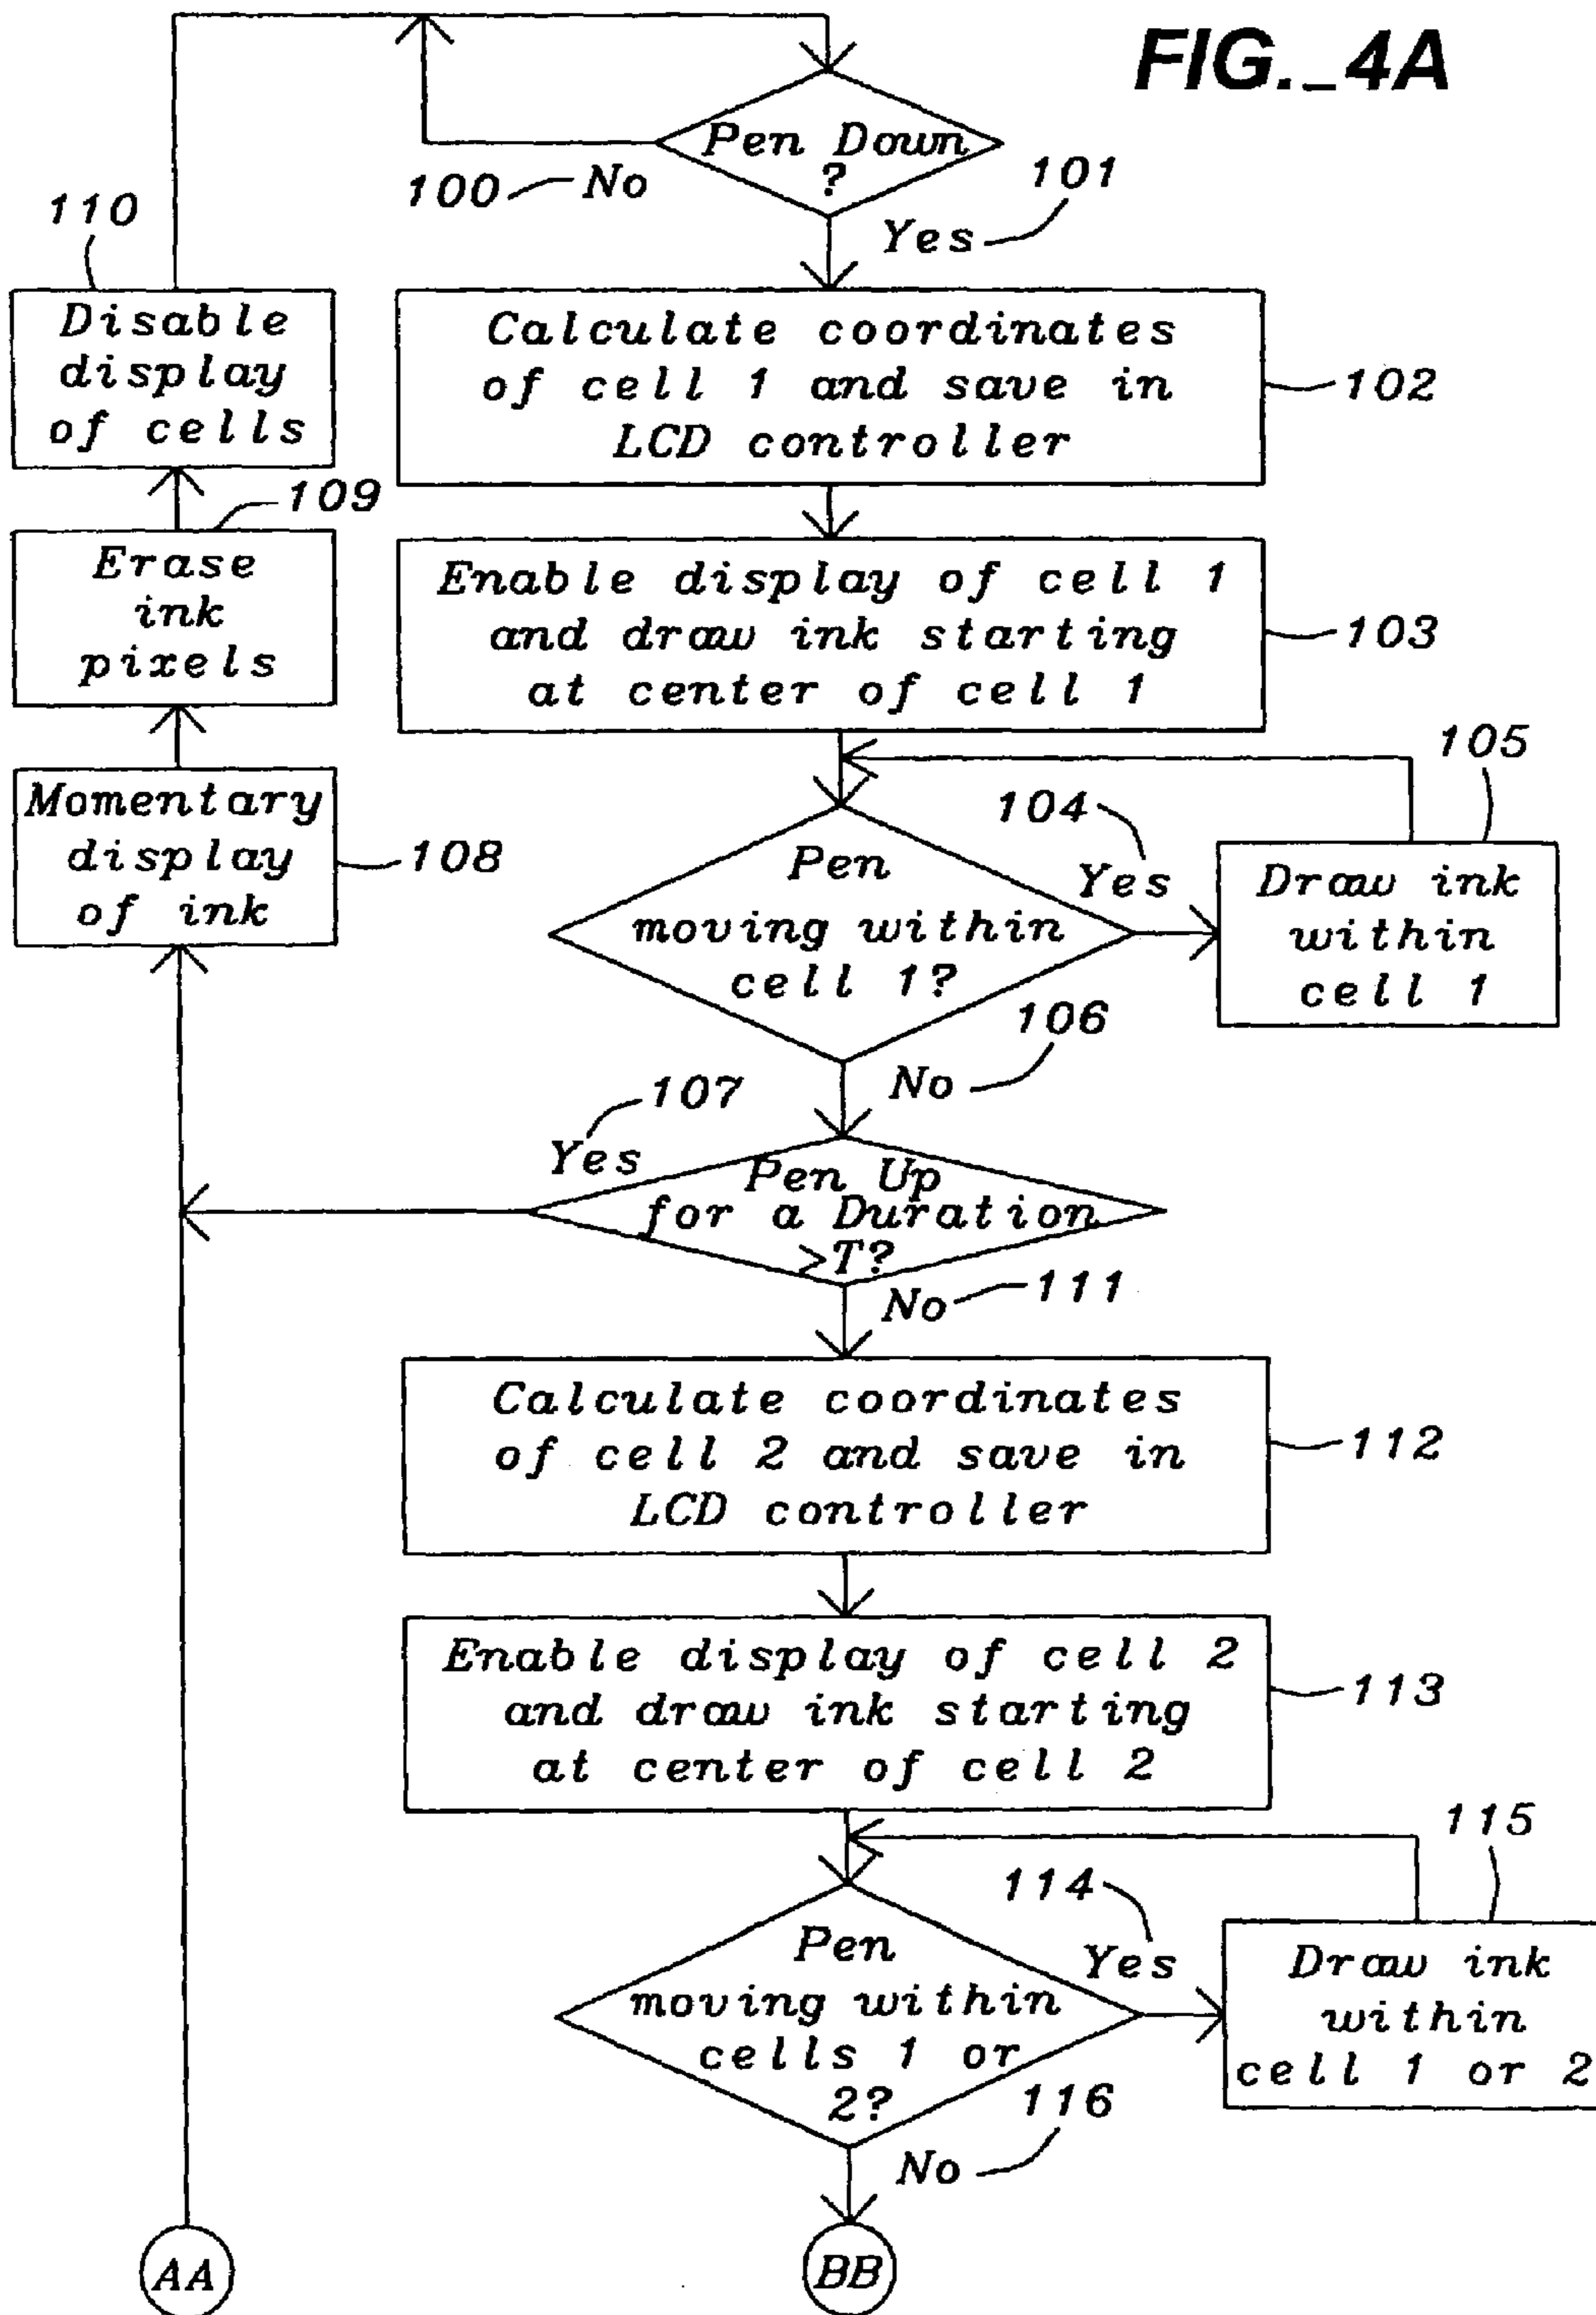 FIG._4A
Pen Down
?
100
No
101
Yes
110
Disable
display
of cells
Calculate coordinates
of cell 1 and save in
LCD controller
102
109
Erase
ink
pixels
Enable display of cell 1
and draw ink starting
at center of cell 1
103
Momentary
display
of ink
108
104
Yes
105
Pen
moving within
cell 1?
Draw ink
within
cell 1
106
No
107
Yes
Pen Up
for a Duration
>T?
No
111
Calculate coordinates
of cell 2 and save in
LCD controller
112
Enable display of cell 2
and draw ink starting
at center of cell 2
113
114
Yes
115
Pen
moving within
cells 1 or
2?
Draw ink
within
cell 1 or 2
116
No
AA
BB